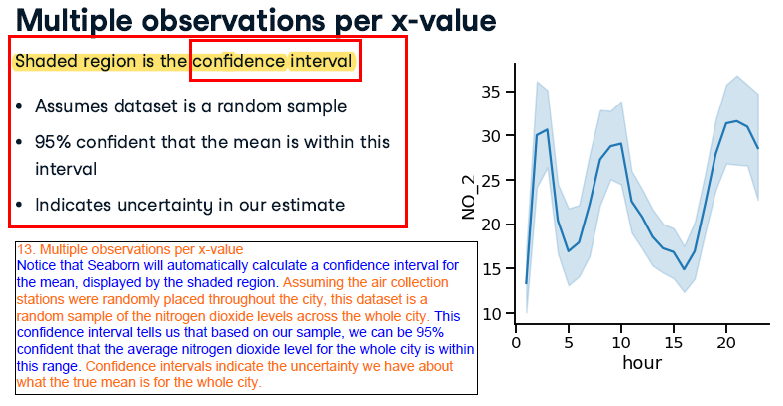 Multiple observations per x-value
Shaded region is the confidence interval
• Assumes dataset is a random sample
• 95% confident that the mean is within this
interval
• Indicates uncertainty in our estimate
13. Multiple observations per x-value
Notice that Seaborn will automatically calculate a confidence interval for
the mean, displayed by the shaded region. Assuming the air collection
stations were randomly placed throughout the city, this dataset is a
random sample of the nitrogen dioxide levels across the whole city. This
confidence interval tells us that based on our sample, we can be 95%
confident that the average nitrogen dioxide level for the whole city is within
this range. Confidence intervals indicate the uncertainty we have about
what the true mean is for the whole city.
NO_2
35
30
25
20
15
10
0 5 10 15 20
hour